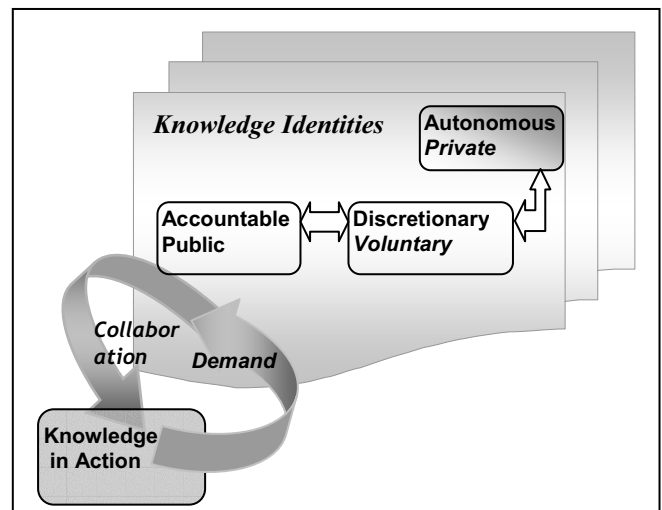 Knowledge Identities
Autonomous
Private
Accountable
Public
Discretionary
Voluntary
Collabor
ation
Demand
Knowledge
in Action